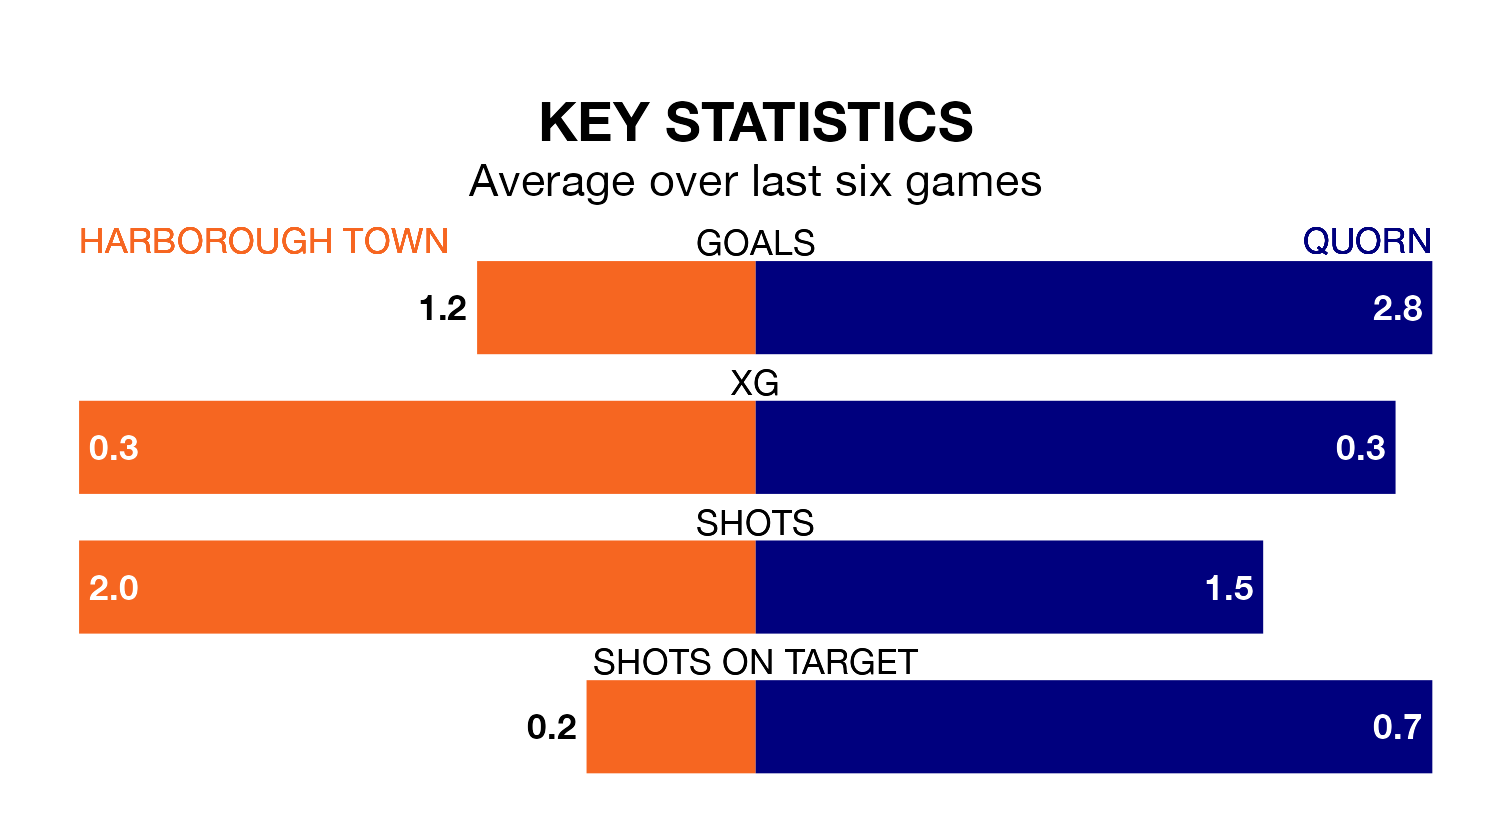 KEY STATISTICS
Average over last six games
HARBOROUGH TOWN GOALS QUORN
1.2 2.8
XG
0.3 0.3
SHOTS
2.0 1.5
SHOTS ON TARGET
0.2 0.7